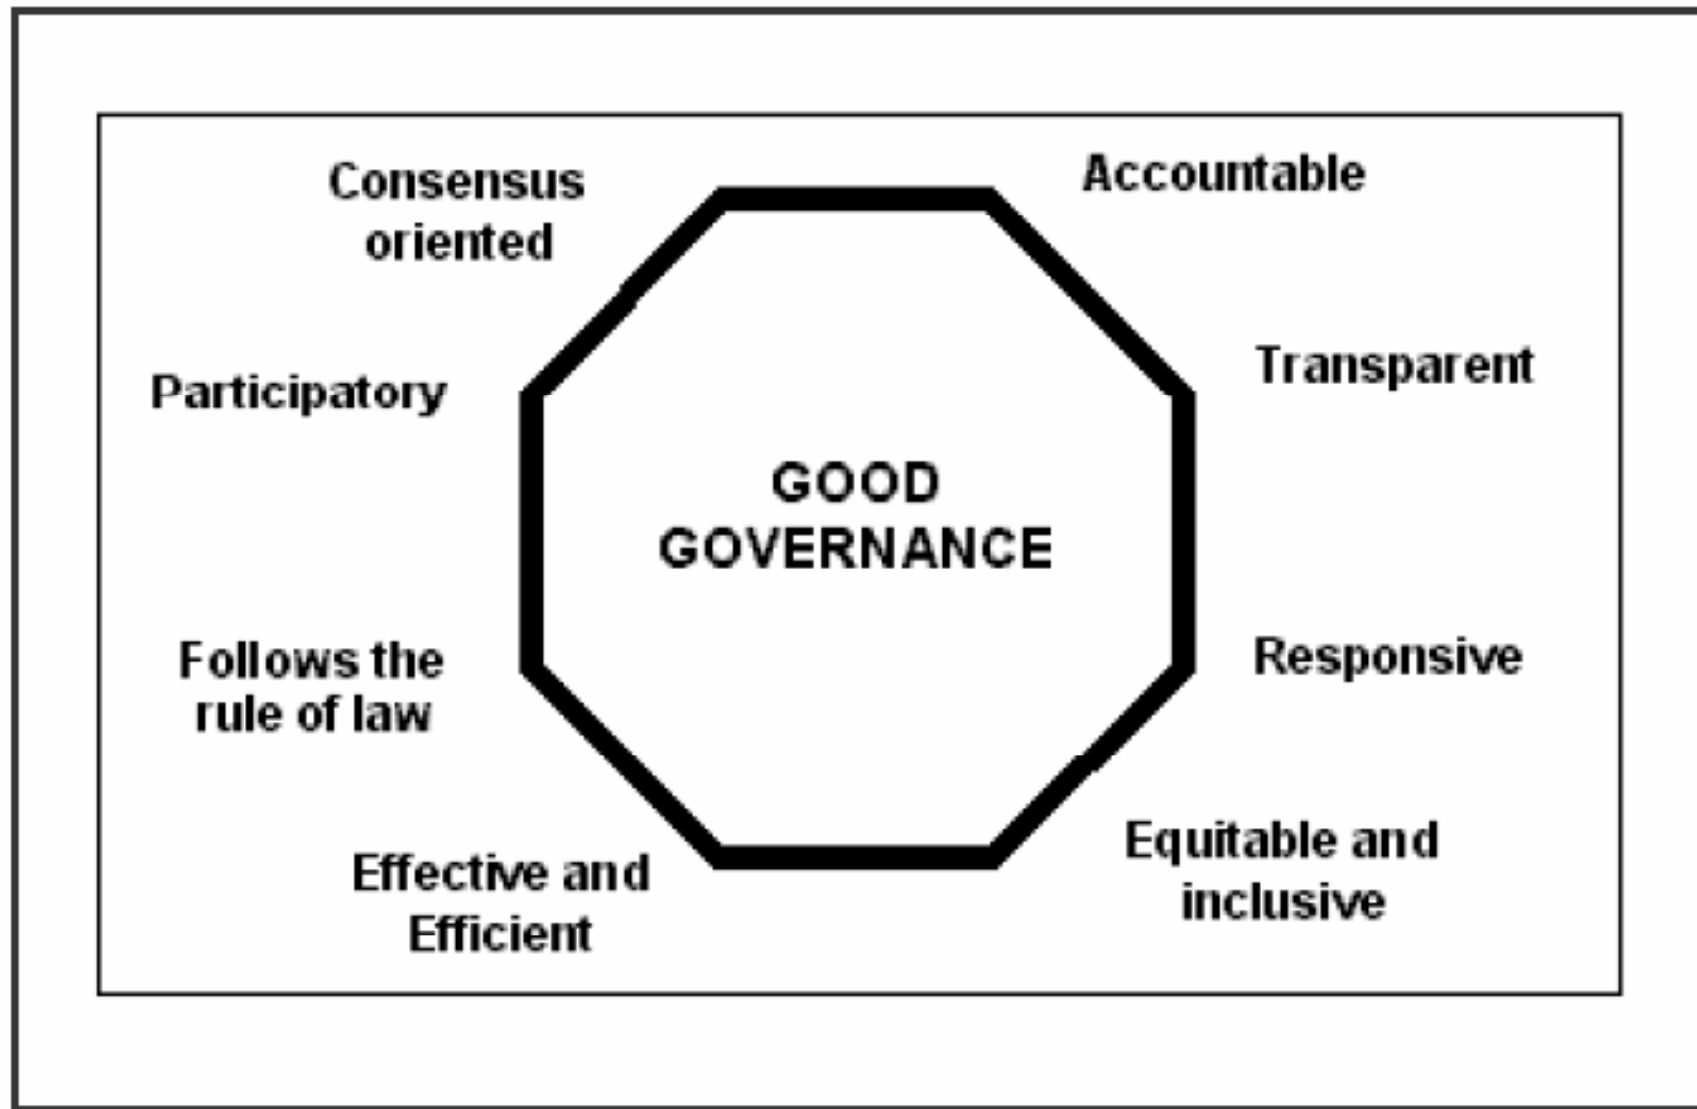 Consensus
oriented
Accountable
Participatory
Transparent
GOOD
GOVERNANCE
Follows the
rule of law
Responsive
Effective and
Efficient
Equitable and
inclusive